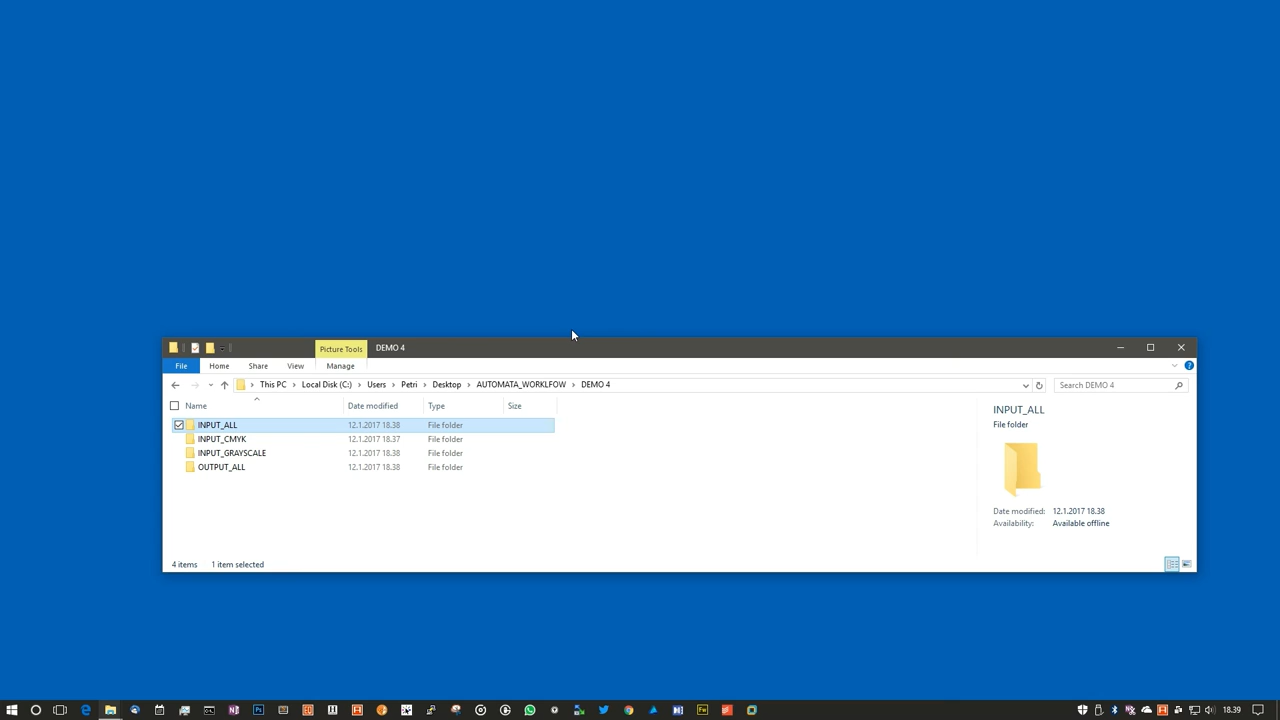 Picture Tools DEMO 4
File Home Share View Manage
This PC Local Disk (C:) Users Petri Desktop AUTOMATA_WORKLFOW DEMO 4 Search DEMO 4
Name Date modified Type Size
INPUT_ALL 12.1.2017 18.38 File folder
INPUT_CMYK 12.1.2017 18.37 File folder
INPUT_GRAYSCALE 12.1.2017 18.38 File folder
OUTPUT_ALL 12.1.2017 18.38 File folder
INPUT_ALL
File folder
Date modified: 12.1.2017 18.38
Availability: Available offline
4 items 1 item selected
18.39